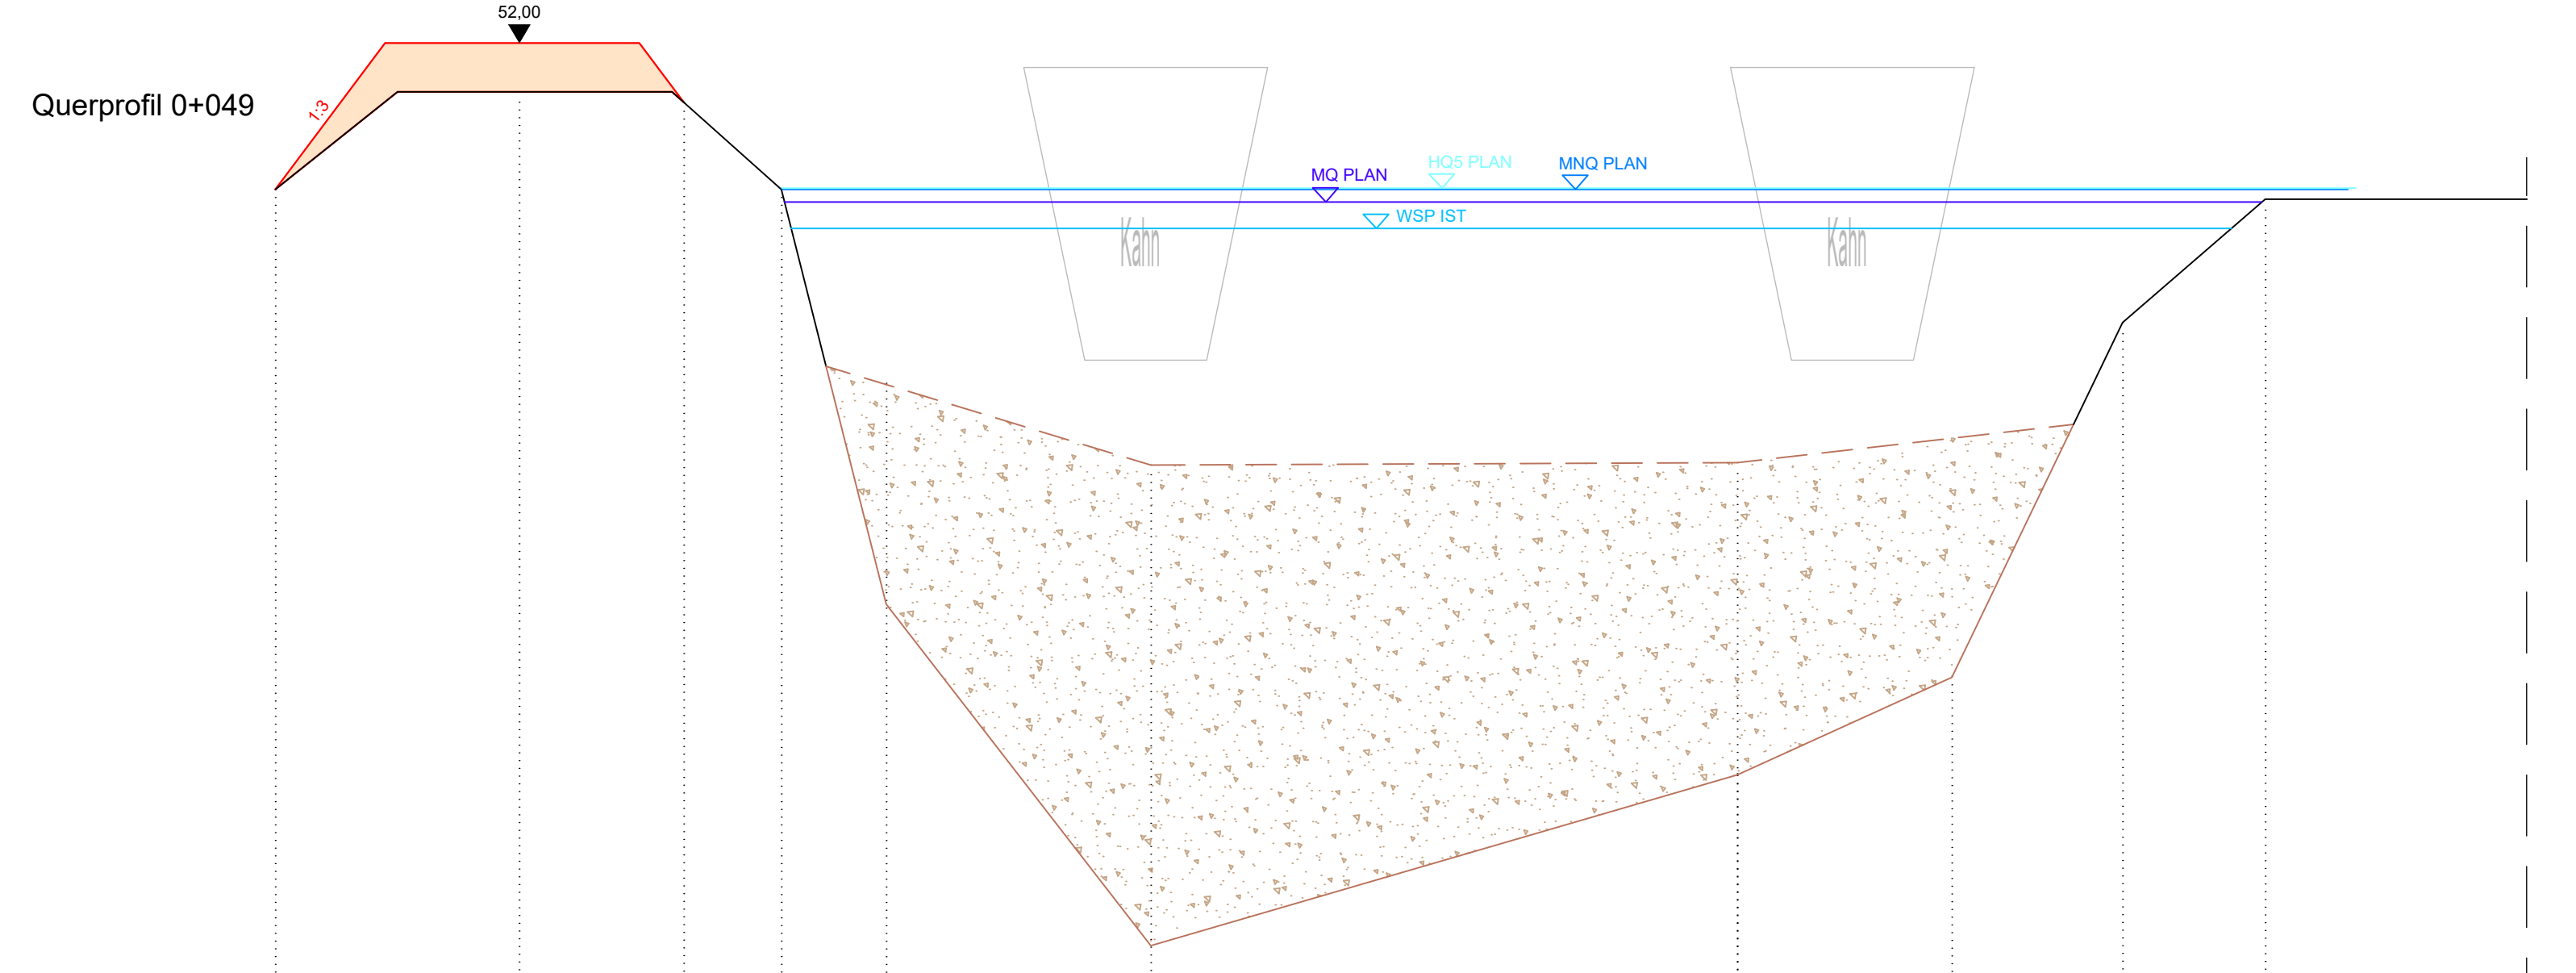 52,00
Querprofil 0+049
1:3
HQ5 PLAN
MNQ PLAN
MQ PLAN
WSP IST
Kahn
Kahn